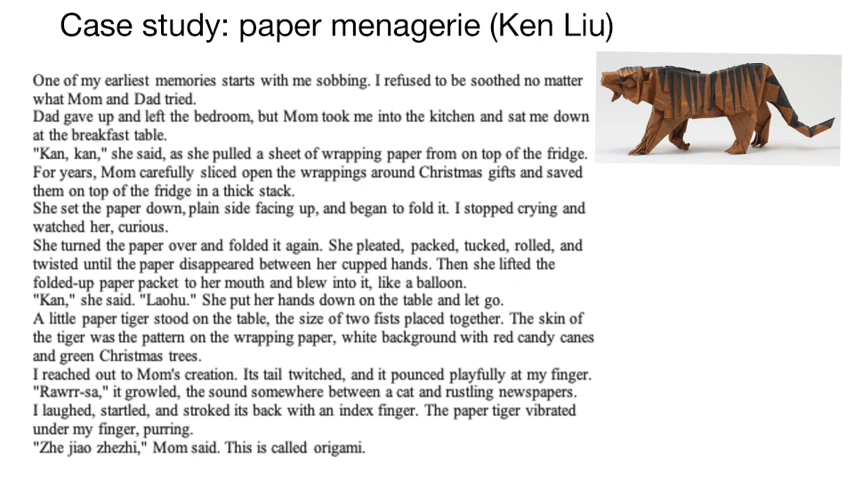 Case study: paper menagerie (Ken Liu)
One of my earliest memories starts with me sobbing. I refused to be soothed no matter
what Mom and Dad tried.
Dad gave up and left the bedroom, but Mom took me into the kitchen and sat me down
at the breakfast table.
"Kan, kan," she said, as she pulled a sheet of wrapping paper from on top of the fridge.
For years, Mom carefully sliced open the wrappings around Christmas gifts and saved
them on top of the fridge in a thick stack.
She set the paper down, plain side facing up, and began to fold it. I stopped crying and
watched her, curious.
She turned the paper over and folded it again. She pleated, packed, tucked, rolled, and
twisted until the paper disappeared between her cupped hands. Then she lifted the
folded-up paper packet to her mouth and blew into it, like a balloon.
"Kan," she said. "Laohu." She put her hands down on the table and let go.
A little paper tiger stood on the table, the size of two fists placed together. The skin of
the tiger was the pattern on the wrapping paper, white background with red candy canes
and green Christmas trees.
I reached out to Mom's creation. Its tail twitched, and it pounced playfully at my finger.
"Rawrr-sa," it growled, the sound somewhere between a cat and rustling newspapers.
I laughed, startled, and stroked its back with an index finger. The paper tiger vibrated
under my finger, purring.
"Zhe jiao zhezhi," Mom said. This is called origami.